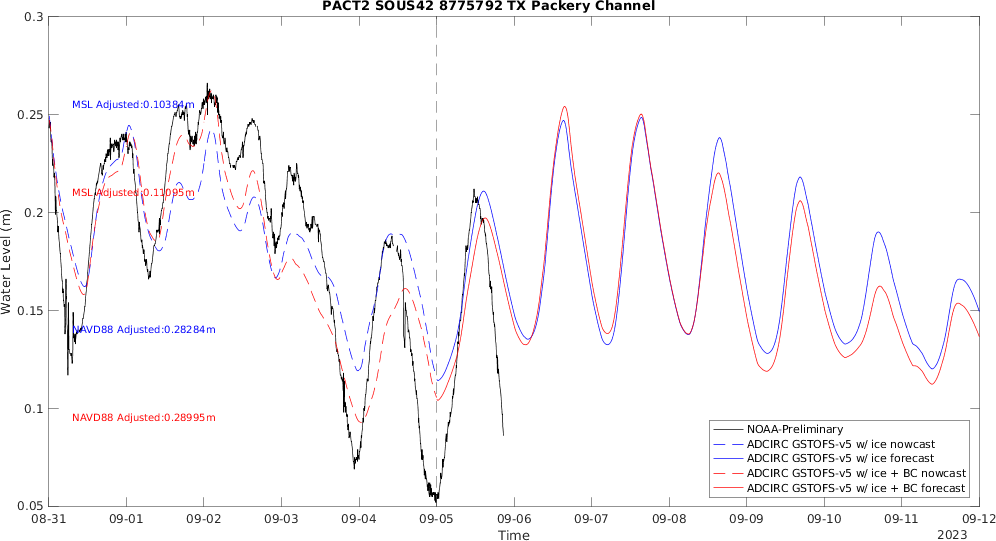 PACT2 SOUS42 8775792 TX Packery Channel
0.3
0.25
0.2
0.15
0.1
0.05
Water Level (m)
MSL Adjusted:0.10384m
MSL Adjusted:0.11095m
NAVD88 Adjusted:0.28284m
NAVD88 Adjusted:0.28995m
NOAA-Preliminary
ADCIRC GSTOFS-v5 w/ ice nowcast
ADCIRC GSTOFS-v5 w/ ice forecast
ADCIRC GSTOFS-v5 w/ ice + BC nowcast
ADCIRC GSTOFS-v5 w/ ice + BC forecast
08-31 09-01 09-02 09-03 09-04 09-05 09-06 09-07 09-08 09-09 09-10 09-11 09-12
Time
2023